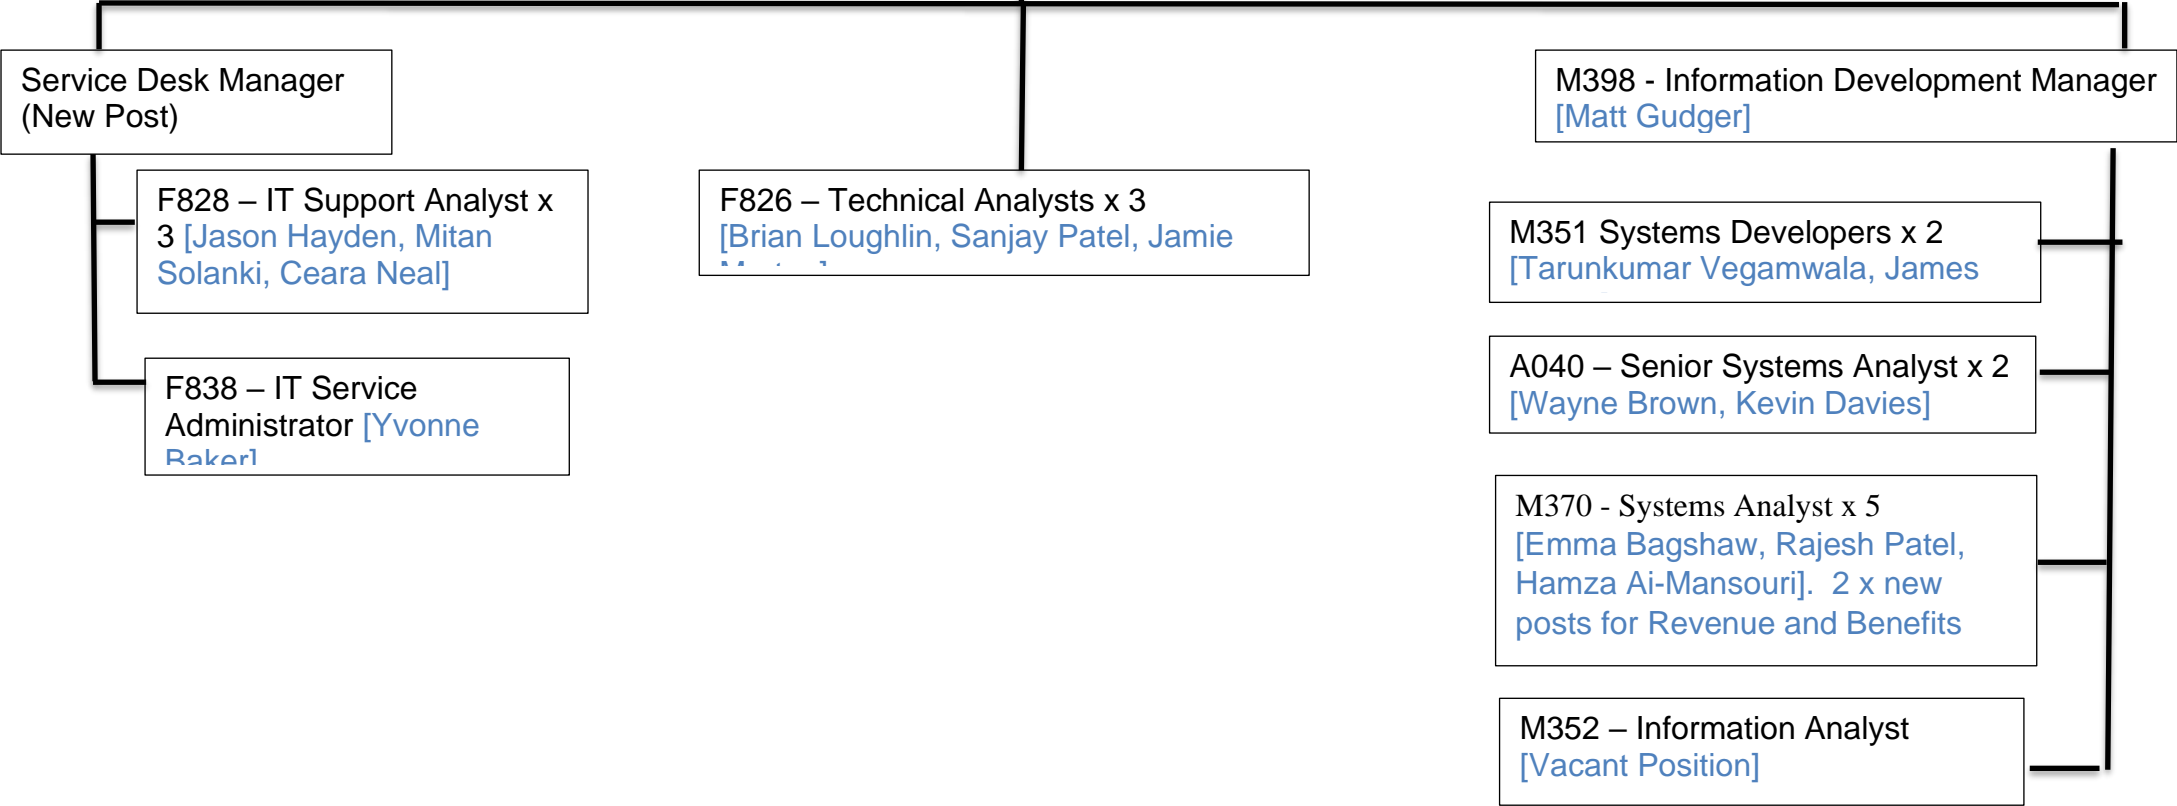 Service Desk Manager
(New Post)
F828 – IT Support Analyst x
3 [Jason Hayden, Mitan
Solanki, Ceara Neal]
F838 – IT Service
Administrator [Yvonne
Baker]
F826 – Technical Analysts x 3
[Brian Loughlin, Sanjay Patel, Jamie
M398 - Information Development Manager
[Matt Gudger]
M351 Systems Developers x 2
[Tarunkumar Vegamwala, James
A040 – Senior Systems Analyst x 2
[Wayne Brown, Kevin Davies]
M370 - Systems Analyst x 5
[Emma Bagshaw, Rajesh Patel,
Hamza Ai-Mansouri].  2 x new
posts for Revenue and Benefits
M352 – Information Analyst
[Vacant Position]